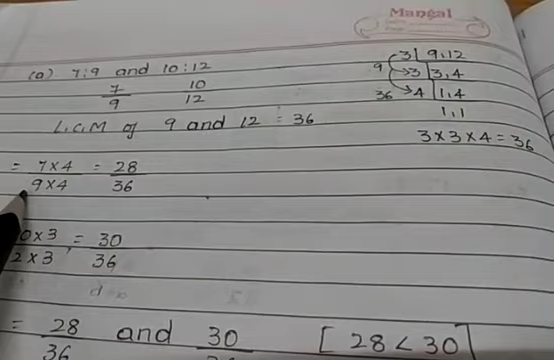 Mangal
(a) 7:9 and 10:12
7/9 10/12
L.C.M of 9 and 12 = 36
3 | 9,12
9 3 | 3,4
36 4 | 1,4
1,1
3×3×4=36
= 7×4/9×4 = 28/36
0×3/2×3 = 30/36
= 28/36 and 30 [28<30]